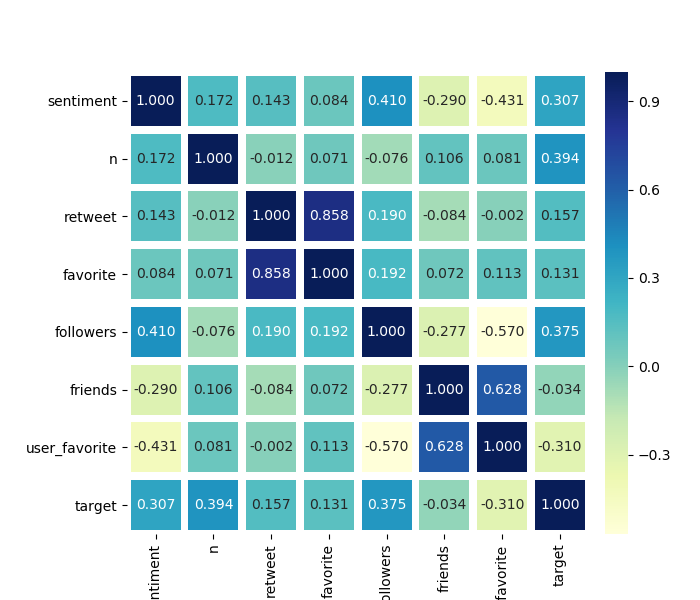 sentiment 1.000 0.172 0.143 0.084 0.410 -0.290 -0.431 0.307
n 0.172 1.000 -0.012 0.071 -0.076 0.106 0.081 0.394
retweet 0.143 -0.012 1.000 0.858 0.190 -0.084 -0.002 0.157
favorite 0.084 0.071 0.858 1.000 0.192 0.072 0.113 0.131
followers 0.410 -0.076 0.190 0.192 1.000 -0.277 -0.570 0.375
friends -0.290 0.106 -0.084 0.072 -0.277 1.000 0.628 -0.034
user_favorite -0.431 0.081 -0.002 0.113 -0.570 0.628 1.000 -0.310
target 0.307 0.394 0.157 0.131 0.375 -0.034 -0.310 1.000
ntiment
n
retweet
favorite
ollowers
friends
favorite
target
0.9
0.6
0.3
0.0
−0.3